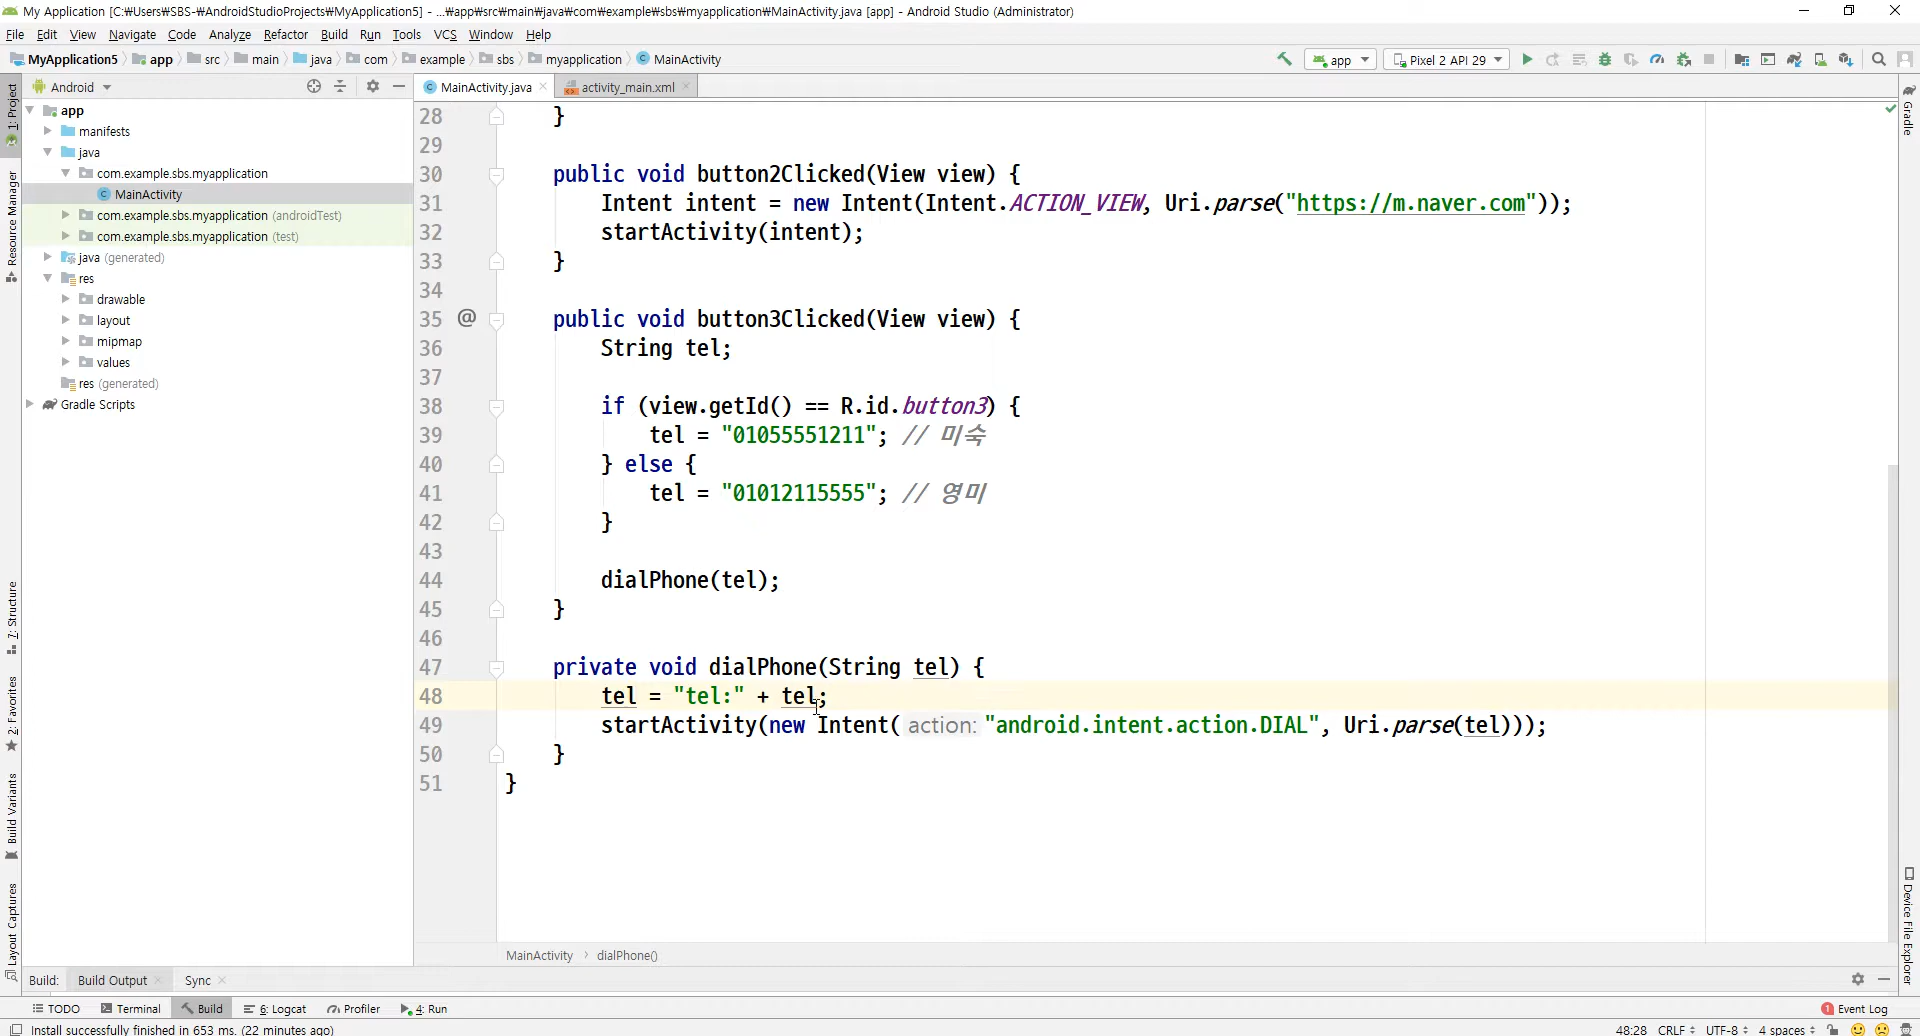 My Application [C:\Users\SBS-\AndroidStudioProjects\MyApplication5] - ...\app\src\main\java\com\example\sbs\myapplication\MainActivity.java [app] - Android Studio (Administrator)
File Edit View Navigate Code Analyze Refactor Build Run Tools VCS Window Help
MyApplication5 app src main java com example sbs myapplication MainActivity app Pixel 2 API 29
1: Project Android MainActivity.java activity_main.xml
app
manifests
java
com.example.sbs.myapplication
MainActivity
com.example.sbs.myapplication (androidTest)
com.example.sbs.myapplication (test)
java (generated)
res
drawable
layout
mipmap
values
res (generated)
Gradle Scripts
Resource Manager
7: Structure
2: Favorites
Build Variants
Layout Captures
28 }
29
30 public void button2Clicked(View view) {
31 Intent intent = new Intent(Intent.ACTION_VIEW, Uri.parse("https://m.naver.com"));
32 startActivity(intent);
33 }
34
35 @ public void button3Clicked(View view) {
36 String tel;
37
38 if (view.getId() == R.id.button3) {
39 tel = "01055551211"; // 미숙
40 } else {
41 tel = "01012115555"; // 영미
42 }
43
44 dialPhone(tel);
45 }
46
47 private void dialPhone(String tel) {
48 tel = "tel:" + tel;
49 startActivity(new Intent( action: "android.intent.action.DIAL", Uri.parse(tel)));
50 }
51 }
Gradle
Device File Explorer
MainActivity › dialPhone()
Build: Build Output Sync
TODO Terminal Build 6: Logcat Profiler 4: Run 1 Event Log
Install successfully finished in 653 ms. (22 minutes ago) 48:28 CRLF UTF-8 4 spaces